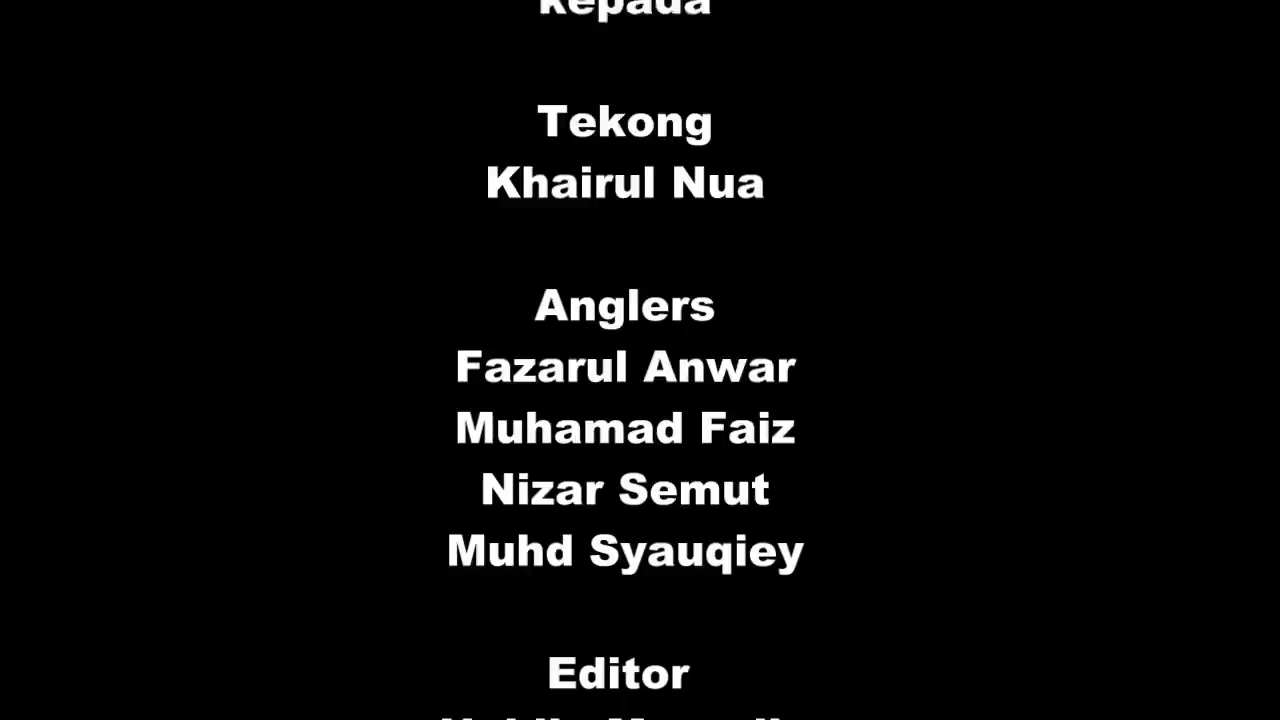 kepada
Tekong
Khairul Nua
Anglers
Fazarul Anwar
Muhamad Faiz
Nizar Semut
Muhd Syauqiey
Editor